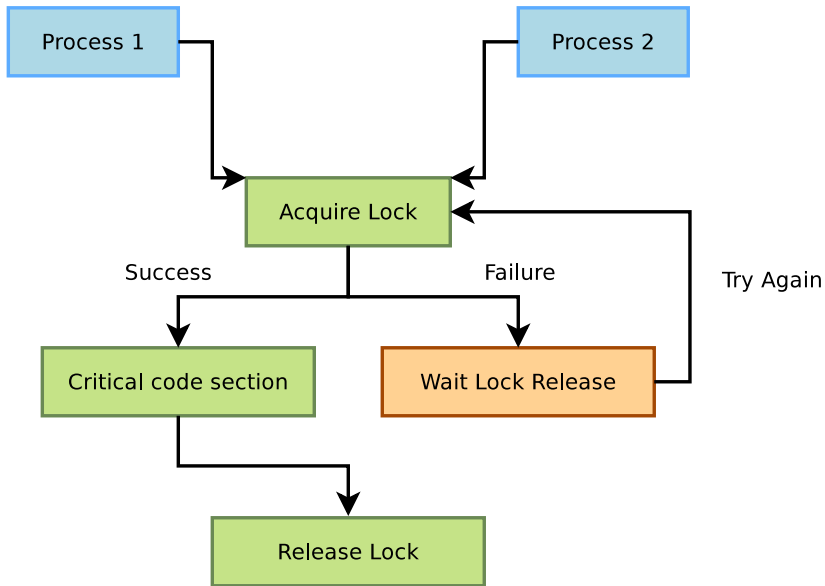 Process 1
Process 2
Acquire Lock
Success
Failure
Try Again
Critical code section
Wait Lock Release
Release Lock